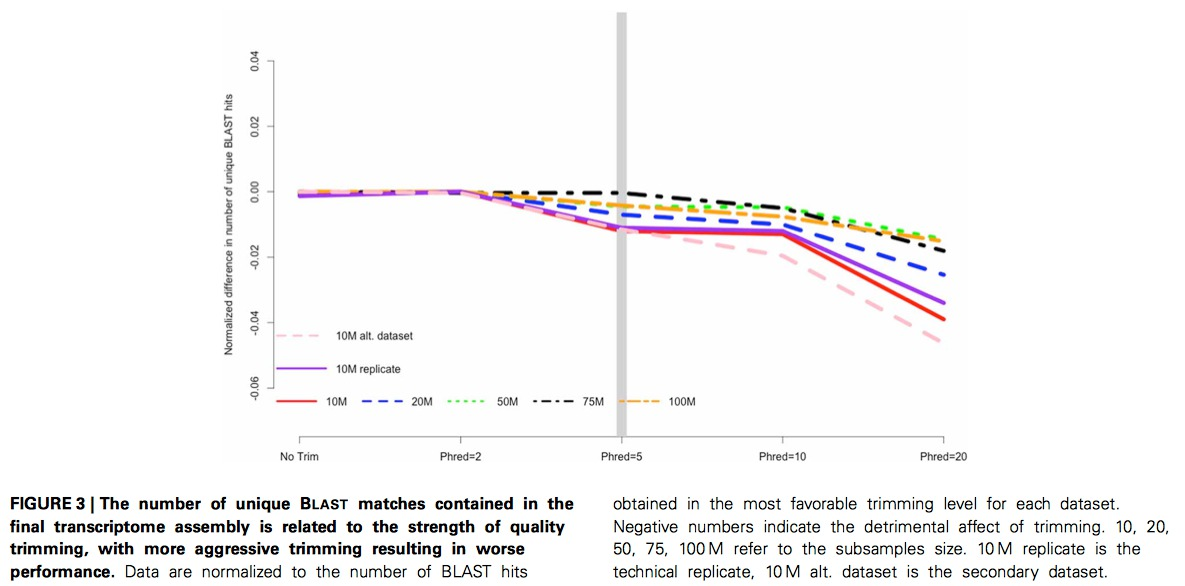 0.04
0.02
0.00
-0.02
-0.04
-0.06
Normalized difference in number of unique BLAST hits
10M alt. dataset
10M replicate
10M 20M 50M 75M 100M
No Trim Phred=2 Phred=5 Phred=10 Phred=20
FIGURE 3 | The number of unique BLAST matches contained in the
final transcriptome assembly is related to the strength of quality
trimming, with more aggressive trimming resulting in worse
performance. Data are normalized to the number of BLAST hits
obtained in the most favorable trimming level for each dataset.
Negative numbers indicate the detrimental affect of trimming. 10, 20,
50, 75, 100 M refer to the subsamples size. 10 M replicate is the
technical replicate, 10 M alt. dataset is the secondary dataset.